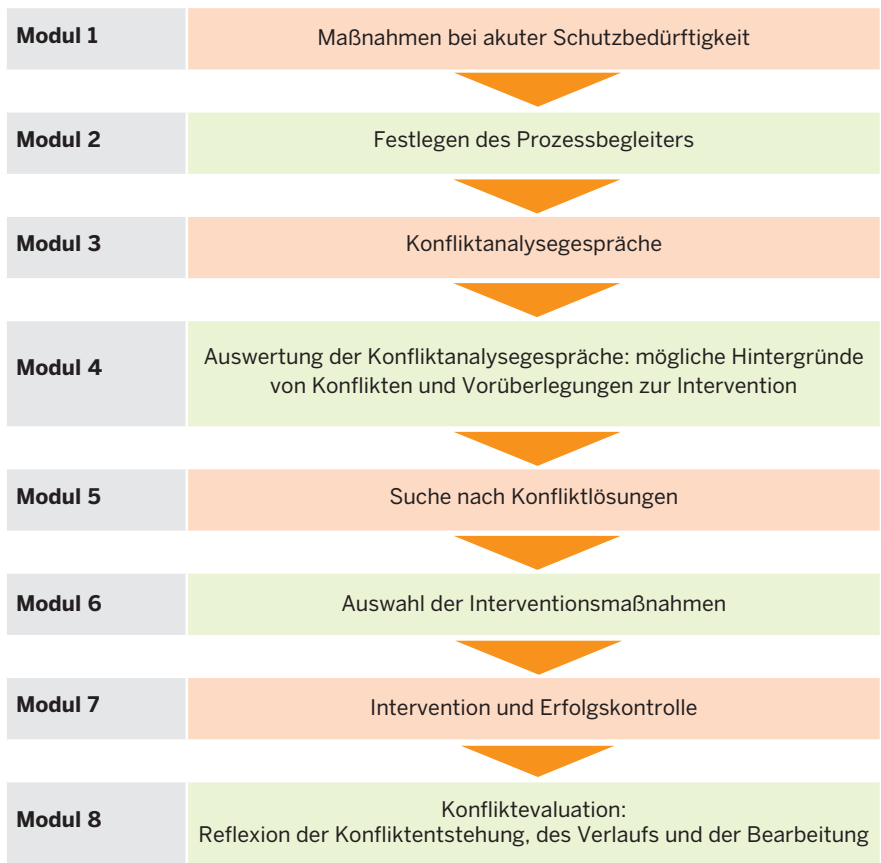 Modul 1
Maßnahmen bei akuter Schutzbedürftigkeit
Modul 2
Festlegen des Prozessbegleiters
Modul 3
Konfliktanalysegespräche
Modul 4
Auswertung der Konfliktanalysegespräche: mögliche Hintergründe
von Konflikten und Vorüberlegungen zur Intervention
Modul 5
Suche nach Konfliktlösungen
Modul 6
Auswahl der Interventionsmaßnahmen
Modul 7
Intervention und Erfolgskontrolle
Modul 8
Konfliktevaluation:
Reflexion der Konfliktentstehung, des Verlaufs und der Bearbeitung